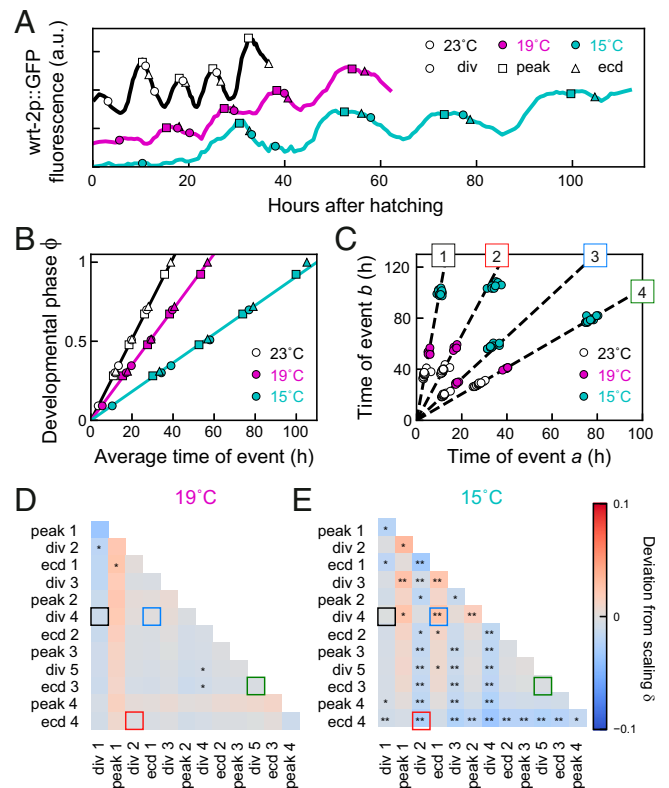 A
wrt-2p::GFP
fluorescence (a.u.)
23˚C 19˚C 15˚C
div peak ecd
0 20 40 60 80 100
Hours after hatching
B
Developmental phase ϕ
1
0.5
0
0 20 40 60 80 100
Average time of event (h)
23˚C
19˚C
15˚C
C
Time of event b (h)
120
80
40
0
0 20 40 60 80 100
Time of event a (h)
1
2
3
4
23˚C
19˚C
15˚C
D
19˚C
peak 1
div 2
ecd 1
div 3
peak 2
div 4
ecd 2
peak 3
div 5
ecd 3
peak 4
ecd 4
*
*
*
*
div 1
peak 1
div 2
ecd 1
div 3
peak 2
div 4
ecd 2
peak 3
div 5
ecd 3
peak 4
E
15˚C
peak 1 *
div 2 *
ecd 1 * **
div 3 ** ** **
peak 2 * *
div 4 * ** **
ecd 2 * * **
peak 3 ** ** **
div 5 ** * ** **
ecd 3 ** ** **
peak 4 * ** ** **
ecd 4 ** ** ** ** ** ** ** ** ** ** *
div 1
peak 1
div 2
ecd 1
div 3
peak 2
div 4
ecd 2
peak 3
div 5
ecd 3
peak 4
0.1
0
−0.1
Deviation from scaling δ